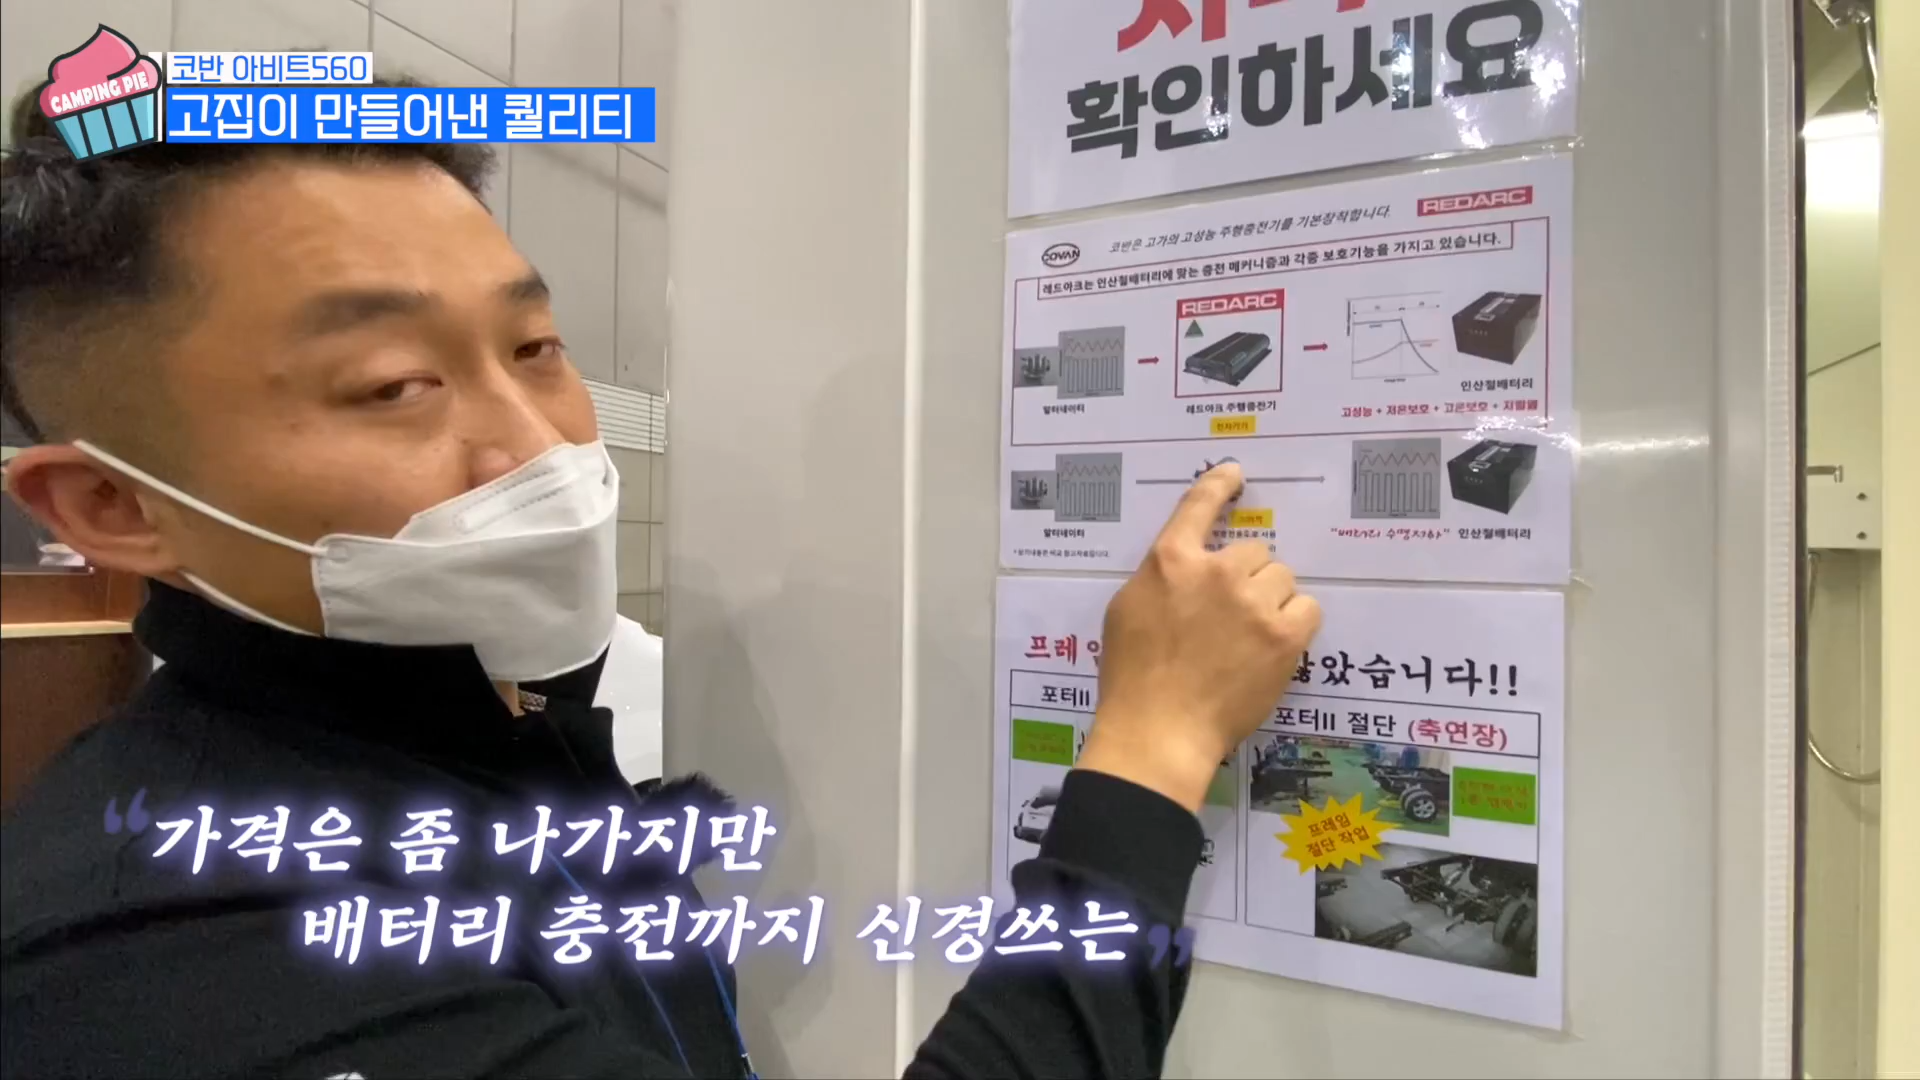 CAMPING PIE
코반 아비트560
고집이 만들어낸 퀄리티
확인하세요
코반은 고가의 고성능 주행충전기를 기본장착합니다.
REDARC
COVAN
레드아크는 인산철배터리에 맞는 충전 메커니즘과 각종 보호기능을 가지고 있습니다.
REDARC
인산철배터리
알터네이터
레드아크 주행충전기
고성능 + 저온보호 + 고온보호 +
전자기기
알터네이터
"배터리 수명저하"
인산철배터리
프레임
않았습니다!!
포터II
포터II 절단 (축연장)
프레임
절단 작업
"가격은 좀 나가지만
배터리 충전까지 신경쓰는"